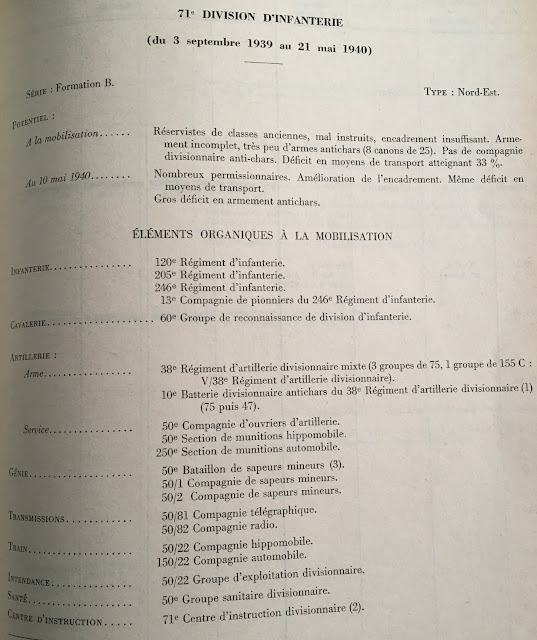 71e DIVISION D'INFANTERIE
(du 3 septembre 1939 au 21 mai 1940)
SÉRIE : Formation B.
TYPE : Nord-Est.
POTENTIEL :
A la mobilisation...... Réservistes de classes anciennes, mal instruits, encadrement insuffisant. Arme-
ment incomplet, très peu d'armes antichars (8 canons de 25). Pas de compagnie
divisionnaire anti-chars. Déficit en moyens de transport atteignant 33 %.
Au 10 mai 1940........ Nombreux permissionnaires. Amélioration de l'encadrement. Même déficit en
moyens de transport.
Gros déficit en armement antichars.
ÉLÉMENTS ORGANIQUES À LA MOBILISATION
INFANTERIE................ 120e Régiment d'infanterie.
205e Régiment d'infanterie.
246e Régiment d'infanterie.
13e Compagnie de pionniers du 246e Régiment d'infanterie.
CAVALERIE.................... 60e Groupe de reconnaissance de division d'infanterie.
ARTILLERIE :
Arme................. 38e Régiment d'artillerie divisionnaire mixte (3 groupes de 75, 1 groupe de 155 C :
V/38e Régiment d'artillerie divisionnaire).
10e Batterie divisionnaire antichars du 38e Régiment d'artillerie divisionnaire (1)
(75 puis 47).
Service................ 50e Compagnie d'ouvriers d'artillerie.
50e Section de munitions hippomobile.
250e Section de munitions automobile.
GÉNIE.................... 50e Bataillon de sapeurs mineurs (3).
50/1 Compagnie de sapeurs mineurs.
50/2 Compagnie de sapeurs mineurs.
TRANSMISSIONS............. 50/81 Compagnie télégraphique.
50/82 Compagnie radio.
TRAIN.................... 50/22 Compagnie hippomobile.
150/22 Compagnie automobile.
INTENDANCE................ 50/22 Groupe d'exploitation divisionnaire.
SANTÉ.................... 50e Groupe sanitaire divisionnaire.
CENTRE D'INSTRUCTION...... 71e Centre d'instruction divisionnaire (2).